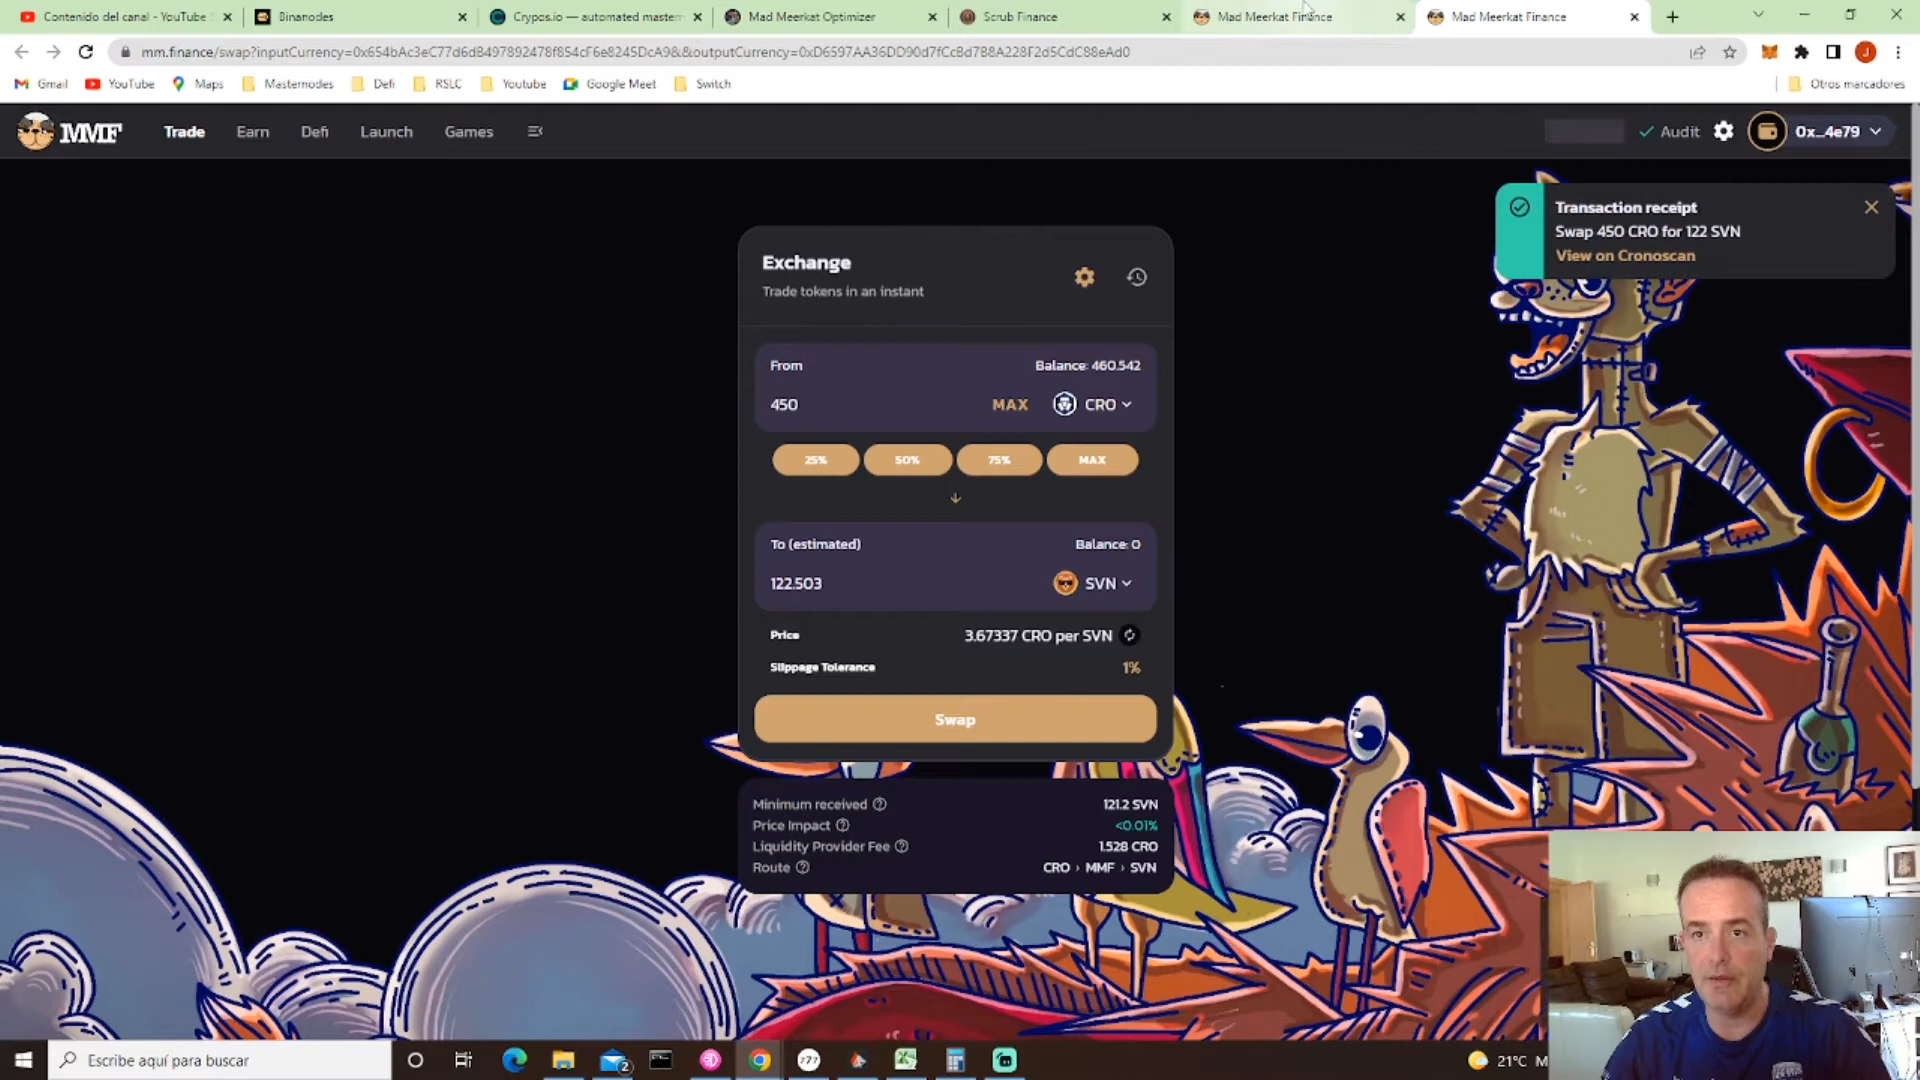 Contenido del canal - YouTube
Binanodes
Crypos.io — automated mastern
Mad Meerkat Optimizer
Scrub Finance
Mad Meerkat Finance
Mad Meerkat Finance
mm.finance/swap?inputCurrency=0x654bAc3eC77d6dB497892478f854cF6e8245DcA9&&outputCurrency=0xD6597AA36DD90d7fCcBd7B8A228F2d5CdC88eAd0
J
Gmail
YouTube
Maps
Masternodes
Defi
RSLC
Youtube
Google Meet
Switch
Otros marcadores
MMF
Trade
Earn
Defi
Launch
Games
Audit
0x_4e79
Transaction receipt
Swap 450 CRO for 122 SVN
View on Cronoscan
Exchange
Trade tokens in an instant
From
Balance: 460.542
450
MAX
CRO
25%
50%
75%
MAX
To (estimated)
Balance: 0
122.503
SVN
Price
3.67337 CRO per SVN
Slippage Tolerance
1%
Swap
Minimum received
121.2 SVN
Price Impact
<0.01%
Liquidity Provider Fee
1.528 CRO
Route
CRO › MMF › SVN
Escribe aquí para buscar
2
777
21°C M